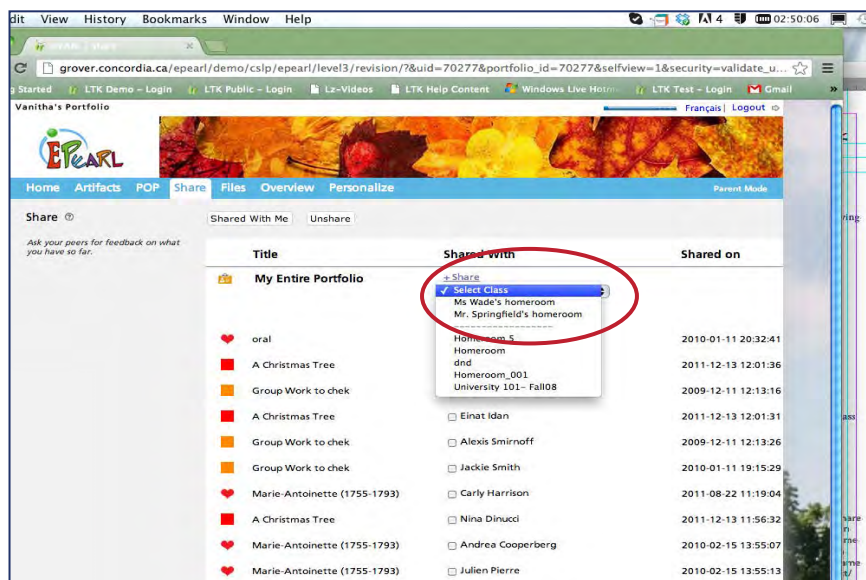 dit View History Bookmarks Window Help 4 02:50:06
grover.concordia.ca/epearl/demo/cslp/epearl/level3/revision/?&uid=70277&portfolio_id=70277&selfview=1&security=validate_u...
g Started LTK Demo – Login LTK Public – Login Lz-Videos LTK Help Content Windows Live Hotm LTK Test – Login Gmail »
Vanitha's Portfolio Français | Logout
EPEARL
Home Artifacts POP Share Files Overview Personalize Parent Mode
Share Shared With Me Unshare
Ask your peers for feedback on what
you have so far.
Title Shared With Shared on
My Entire Portfolio + Share
✓ Select Class
Ms Wade's homeroom
Mr. Springfield's homeroom
--------------------
Homeroom 5
oral 2010-01-11 20:32:41
Homeroom
dnd
A Christmas Tree 2011-12-13 12:01:36
Homeroom_001
University 101- Fall08
Group Work to chek 2009-12-11 12:13:16
A Christmas Tree Einat Idan 2011-12-13 12:01:31
Group Work to chek Alexis Smirnoff 2009-12-11 12:13:26
Group Work to chek Jackie Smith 2010-01-11 19:15:29
Marie-Antoinette (1755-1793) Carly Harrison 2011-08-22 11:19:04
A Christmas Tree Nina Dinucci 2011-12-13 11:56:32
Marie-Antoinette (1755-1793) Andrea Cooperberg 2010-02-15 13:55:07
Marie-Antoinette (1755-1793) Julien Pierre 2010-02-15 13:55:13